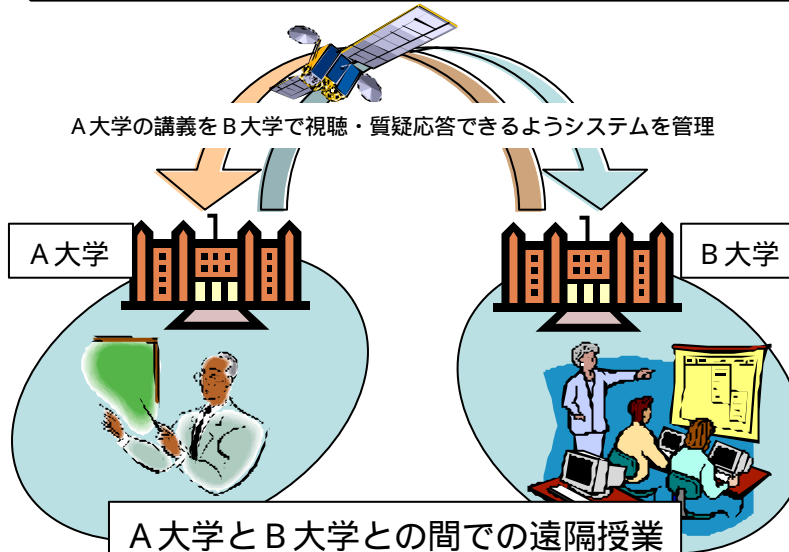 A大学の講義をB大学で視聴・質疑応答できるようシステムを管理
A大学
B大学
A大学とB大学との間での遠隔授業